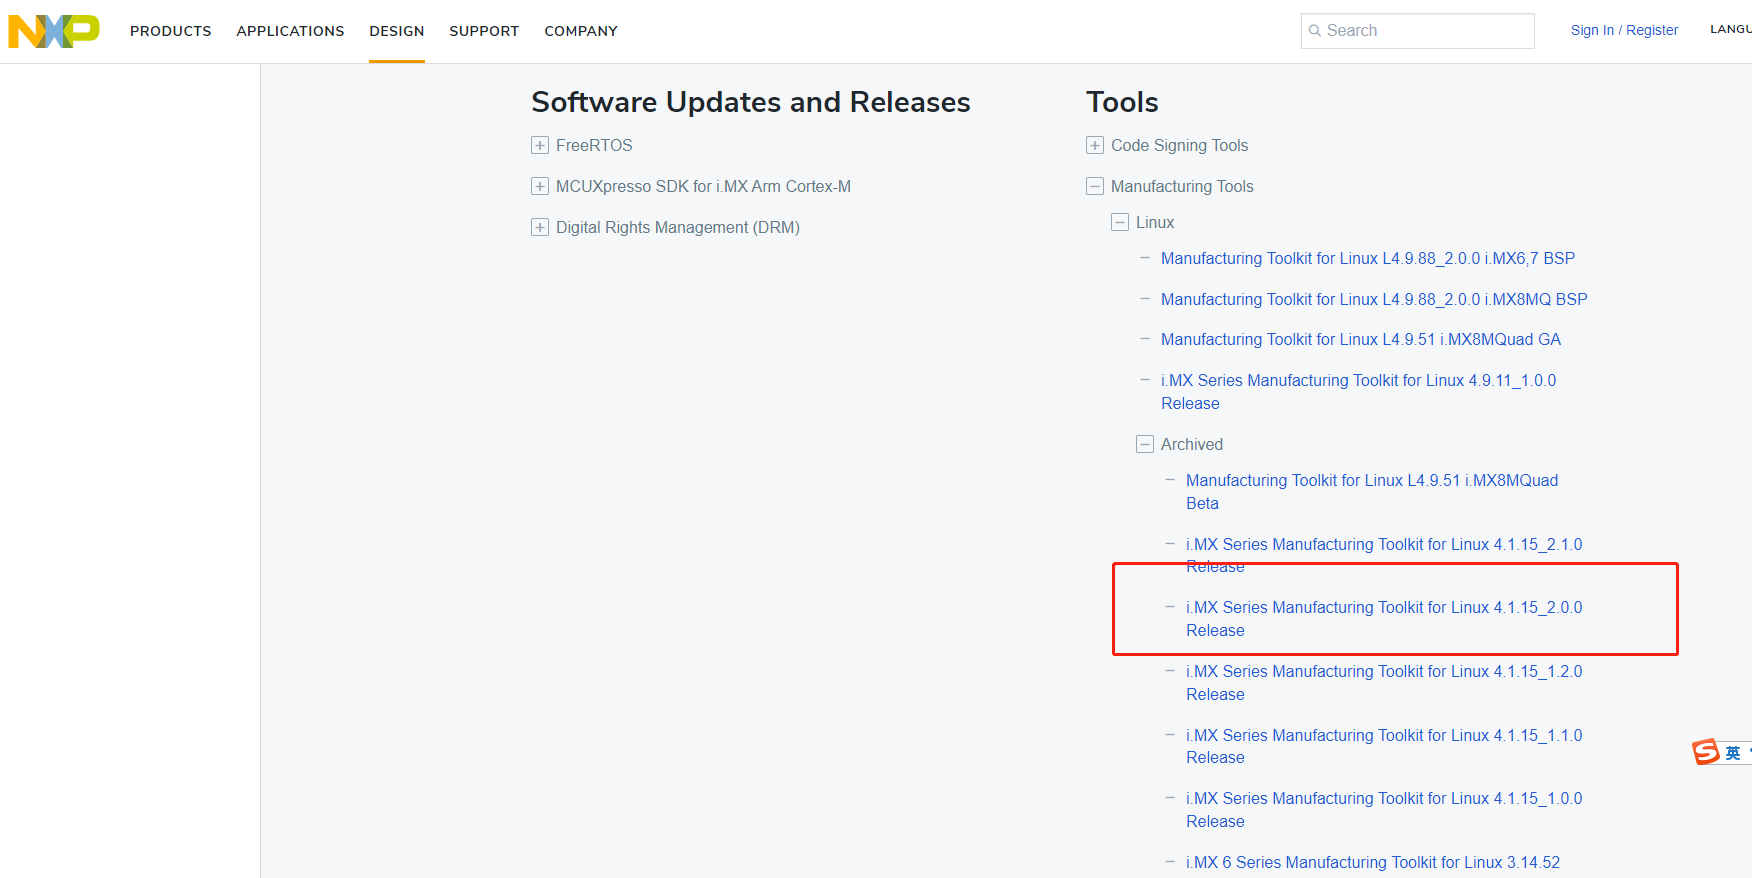 NXP
PRODUCTS
APPLICATIONS
DESIGN
SUPPORT
COMPANY
Search
Sign In / Register
LANGU
Software Updates and Releases
FreeRTOS
MCUXpresso SDK for i.MX Arm Cortex-M
Digital Rights Management (DRM)
Tools
Code Signing Tools
Manufacturing Tools
Linux
Manufacturing Toolkit for Linux L4.9.88_2.0.0 i.MX6,7 BSP
Manufacturing Toolkit for Linux L4.9.88_2.0.0 i.MX8MQ BSP
Manufacturing Toolkit for Linux L4.9.51 i.MX8MQuad GA
i.MX Series Manufacturing Toolkit for Linux 4.9.11_1.0.0
Release
Archived
Manufacturing Toolkit for Linux L4.9.51 i.MX8MQuad
Beta
i.MX Series Manufacturing Toolkit for Linux 4.1.15_2.1.0
Release
i.MX Series Manufacturing Toolkit for Linux 4.1.15_2.0.0
Release
i.MX Series Manufacturing Toolkit for Linux 4.1.15_1.2.0
Release
i.MX Series Manufacturing Toolkit for Linux 4.1.15_1.1.0
Release
i.MX Series Manufacturing Toolkit for Linux 4.1.15_1.0.0
Release
i.MX 6 Series Manufacturing Toolkit for Linux 3.14.52
S 英